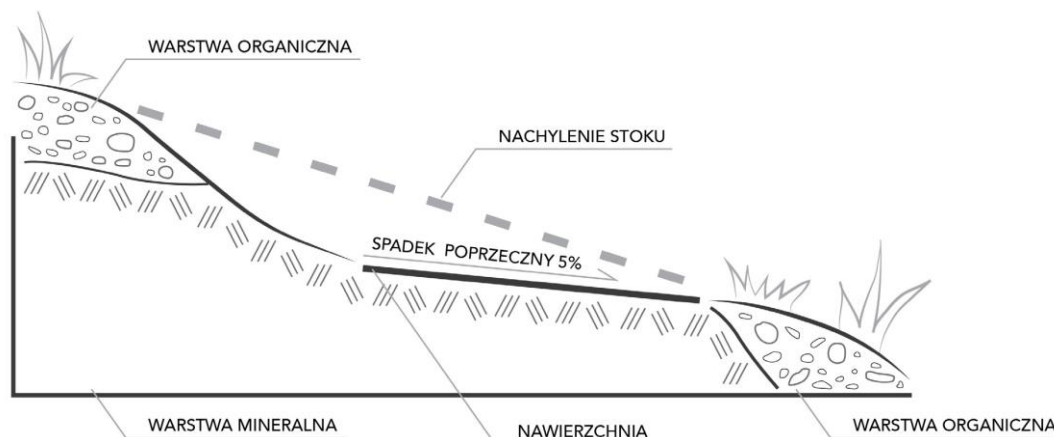 WARSTWA ORGANICZNA
NACHYLENIE STOKU
SPADEK POPRZECZNY 5%
WARSTWA MINERALNA
NAWIERZCHNIA
WARSTWA ORGANICZNA